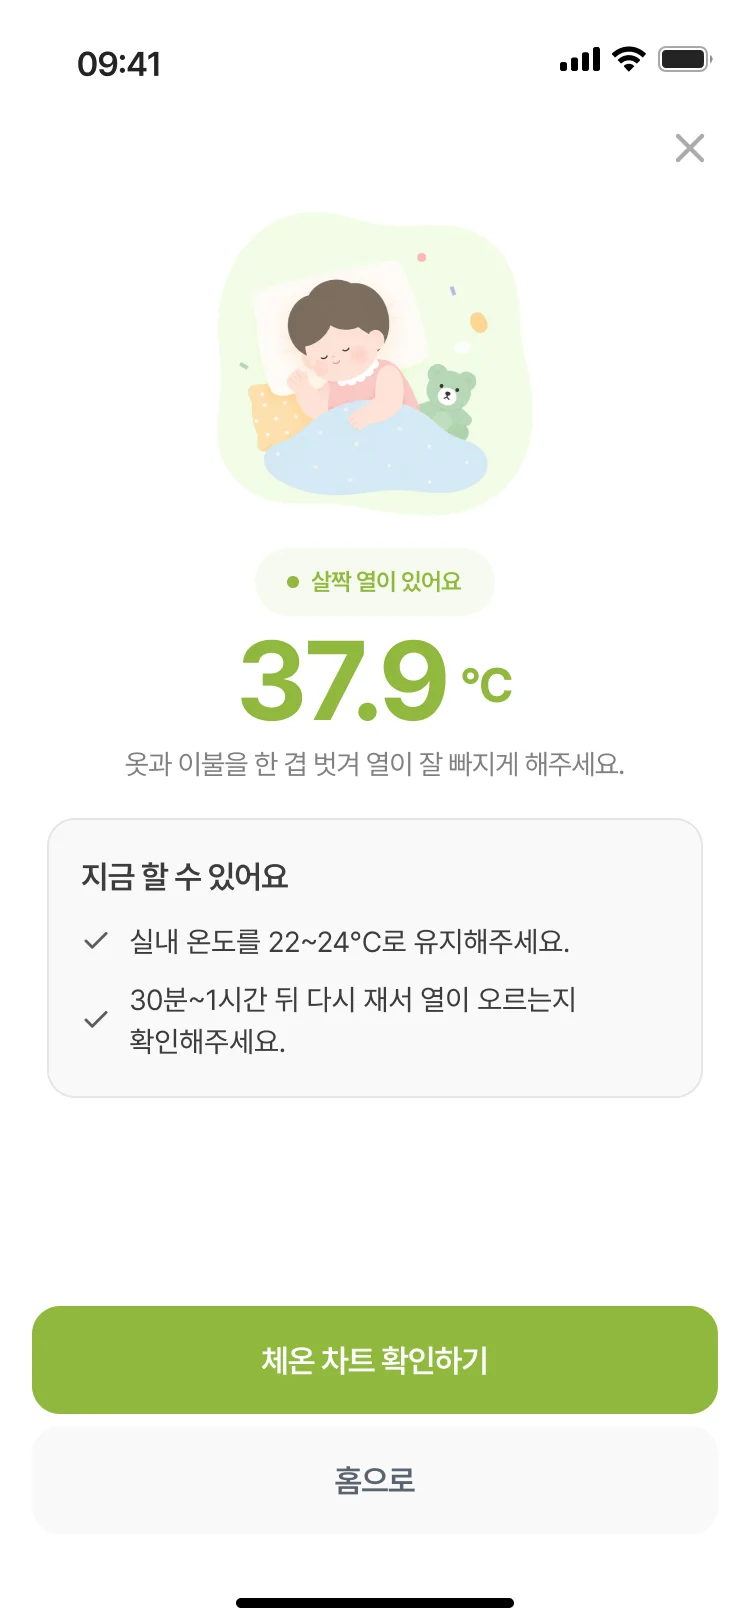 09:41
살짝 열이 있어요
37.9 °C
옷과 이불을 한 겹 벗겨 열이 잘 빠지게 해주세요.
지금 할 수 있어요
실내 온도를 22~24°C로 유지해주세요.
30분~1시간 뒤 다시 재서 열이 오르는지
확인해주세요.
체온 차트 확인하기
홈으로